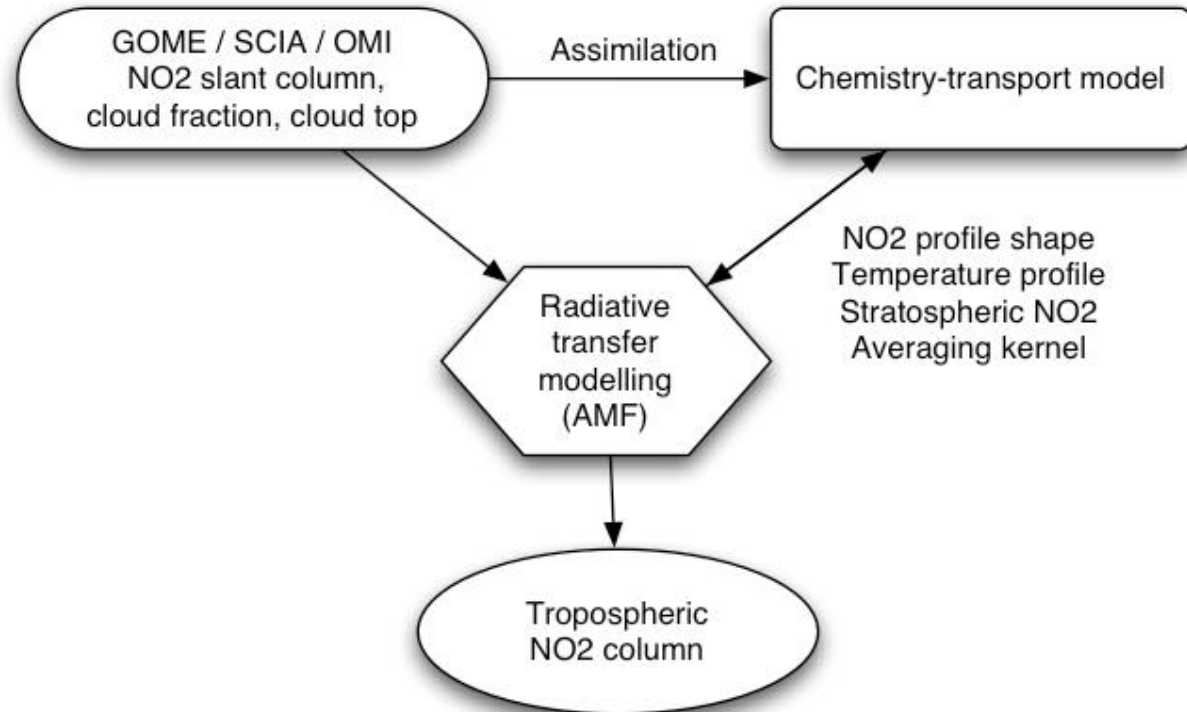 GOME / SCIA / OMI
NO2 slant column,
cloud fraction, cloud top
Assimilation
Chemistry-transport model
NO2 profile shape
Temperature profile
Stratospheric NO2
Averaging kernel
Radiative
transfer
modelling
(AMF)
Tropospheric
NO2 column